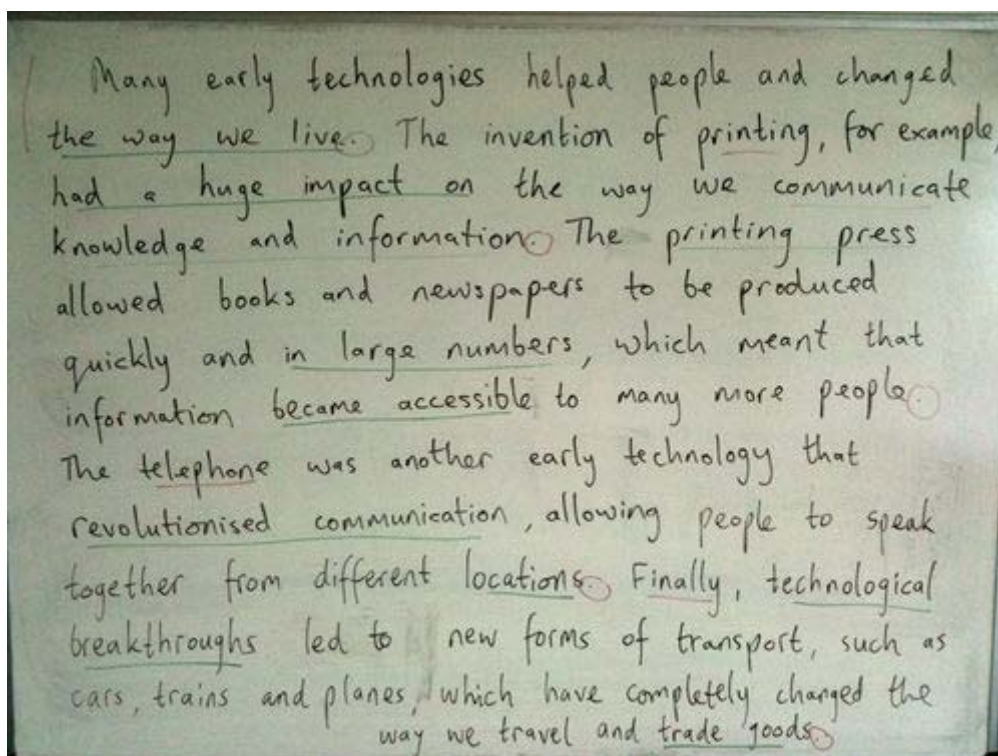 Many early technologies helped people and changed
the way we live. The invention of printing, for example,
had a huge impact on the way we communicate
knowledge and information. The printing press
allowed books and newspapers to be produced
quickly and in large numbers, which meant that
information became accessible to many more people.
The telephone was another early technology that
revolutionised communication, allowing people to speak
together from different locations. Finally, technological
breakthroughs led to new forms of transport, such as
cars, trains and planes, which have completely changed the
way we travel and trade goods.